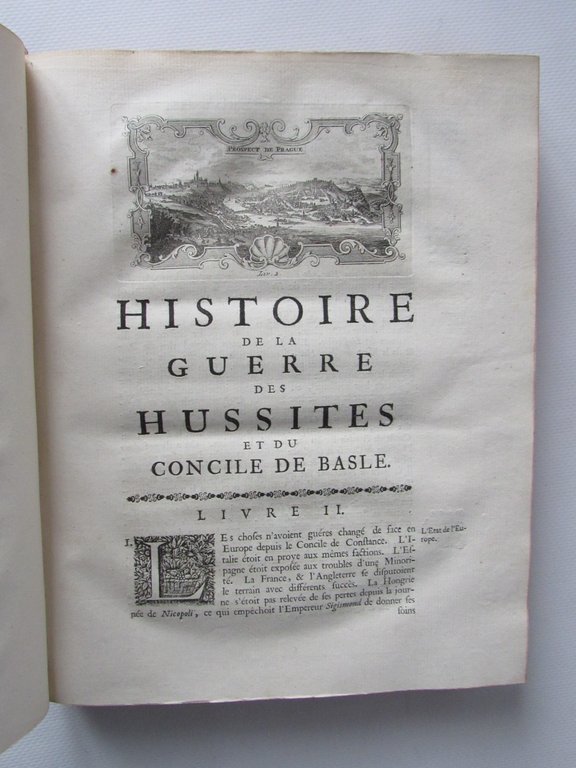 PROSPECT DE PRAGUE
Liv. 2.
HISTOIRE
DE LA
GUERRE
DES
HUSSITES
ET DU
CONCILE DE BASLE.
LIVRE II.
I.
LEs choses n'avoient guéres changé de face en
L'Etat de l'Eu-
rope.
Europe depuis le Concile de Constance. L'I-
talie étoit en proye aux mêmes factions. L'Es-
pagne étoit exposée aux troubles d'une Minori-
té. La France, & l'Angleterre se disputoient
le terrain avec différents succès. La Hongrie
ne s'étoit pas relevée de ses pertes depuis la jour-
née de Nicopoli, ce qui empêchoit l'Empereur Sigismond de donner ses
soins